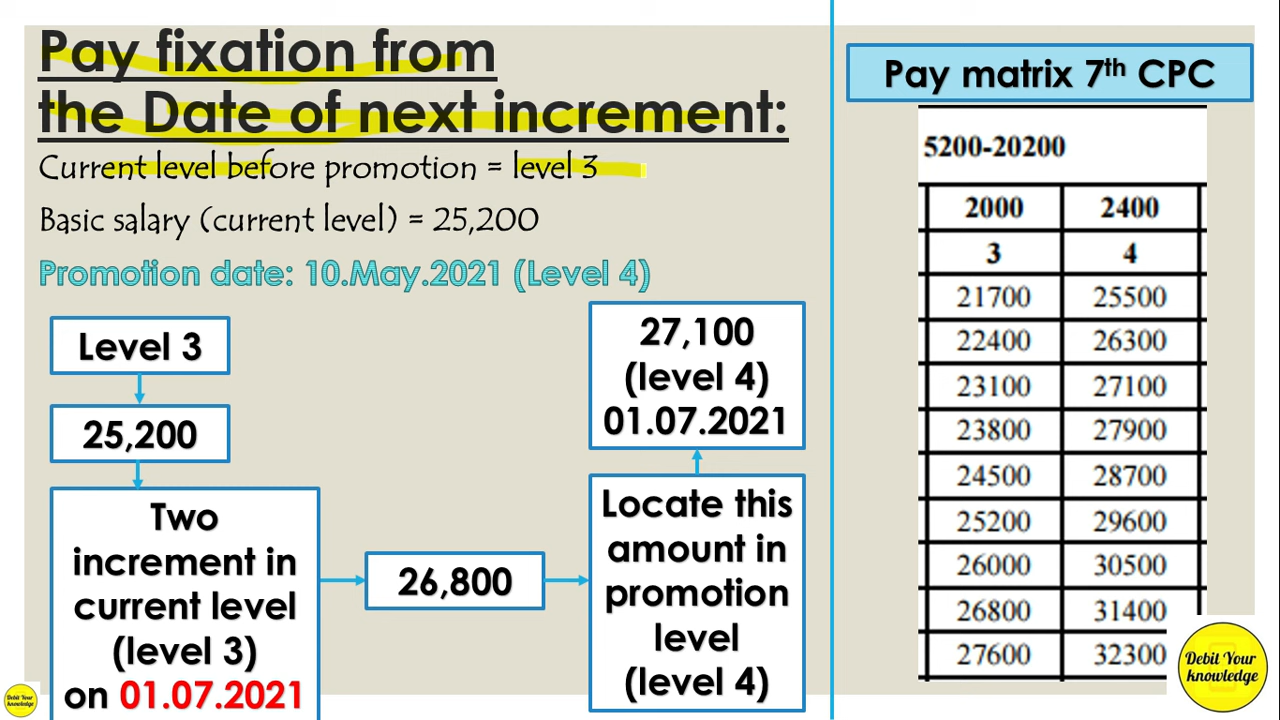 Pay fixation from
the Date of next increment:
Current level before promotion = level 3
Basic salary (current level) = 25,200
Promotion date: 10.May.2021 (Level 4)
Level 3
25,200
Two
increment in
current level
(level 3)
on 01.07.2021
26,800
Locate this
amount in
promotion
level
(level 4)
27,100
(level 4)
01.07.2021
Pay matrix 7th CPC
5200-20200
2000 2400
3 4
21700 25500
22400 26300
23100 27100
23800 27900
24500 28700
25200 29600
26000 30500
26800 31400
27600 32300
Debit Your
knowledge
Debit Your
knowledge